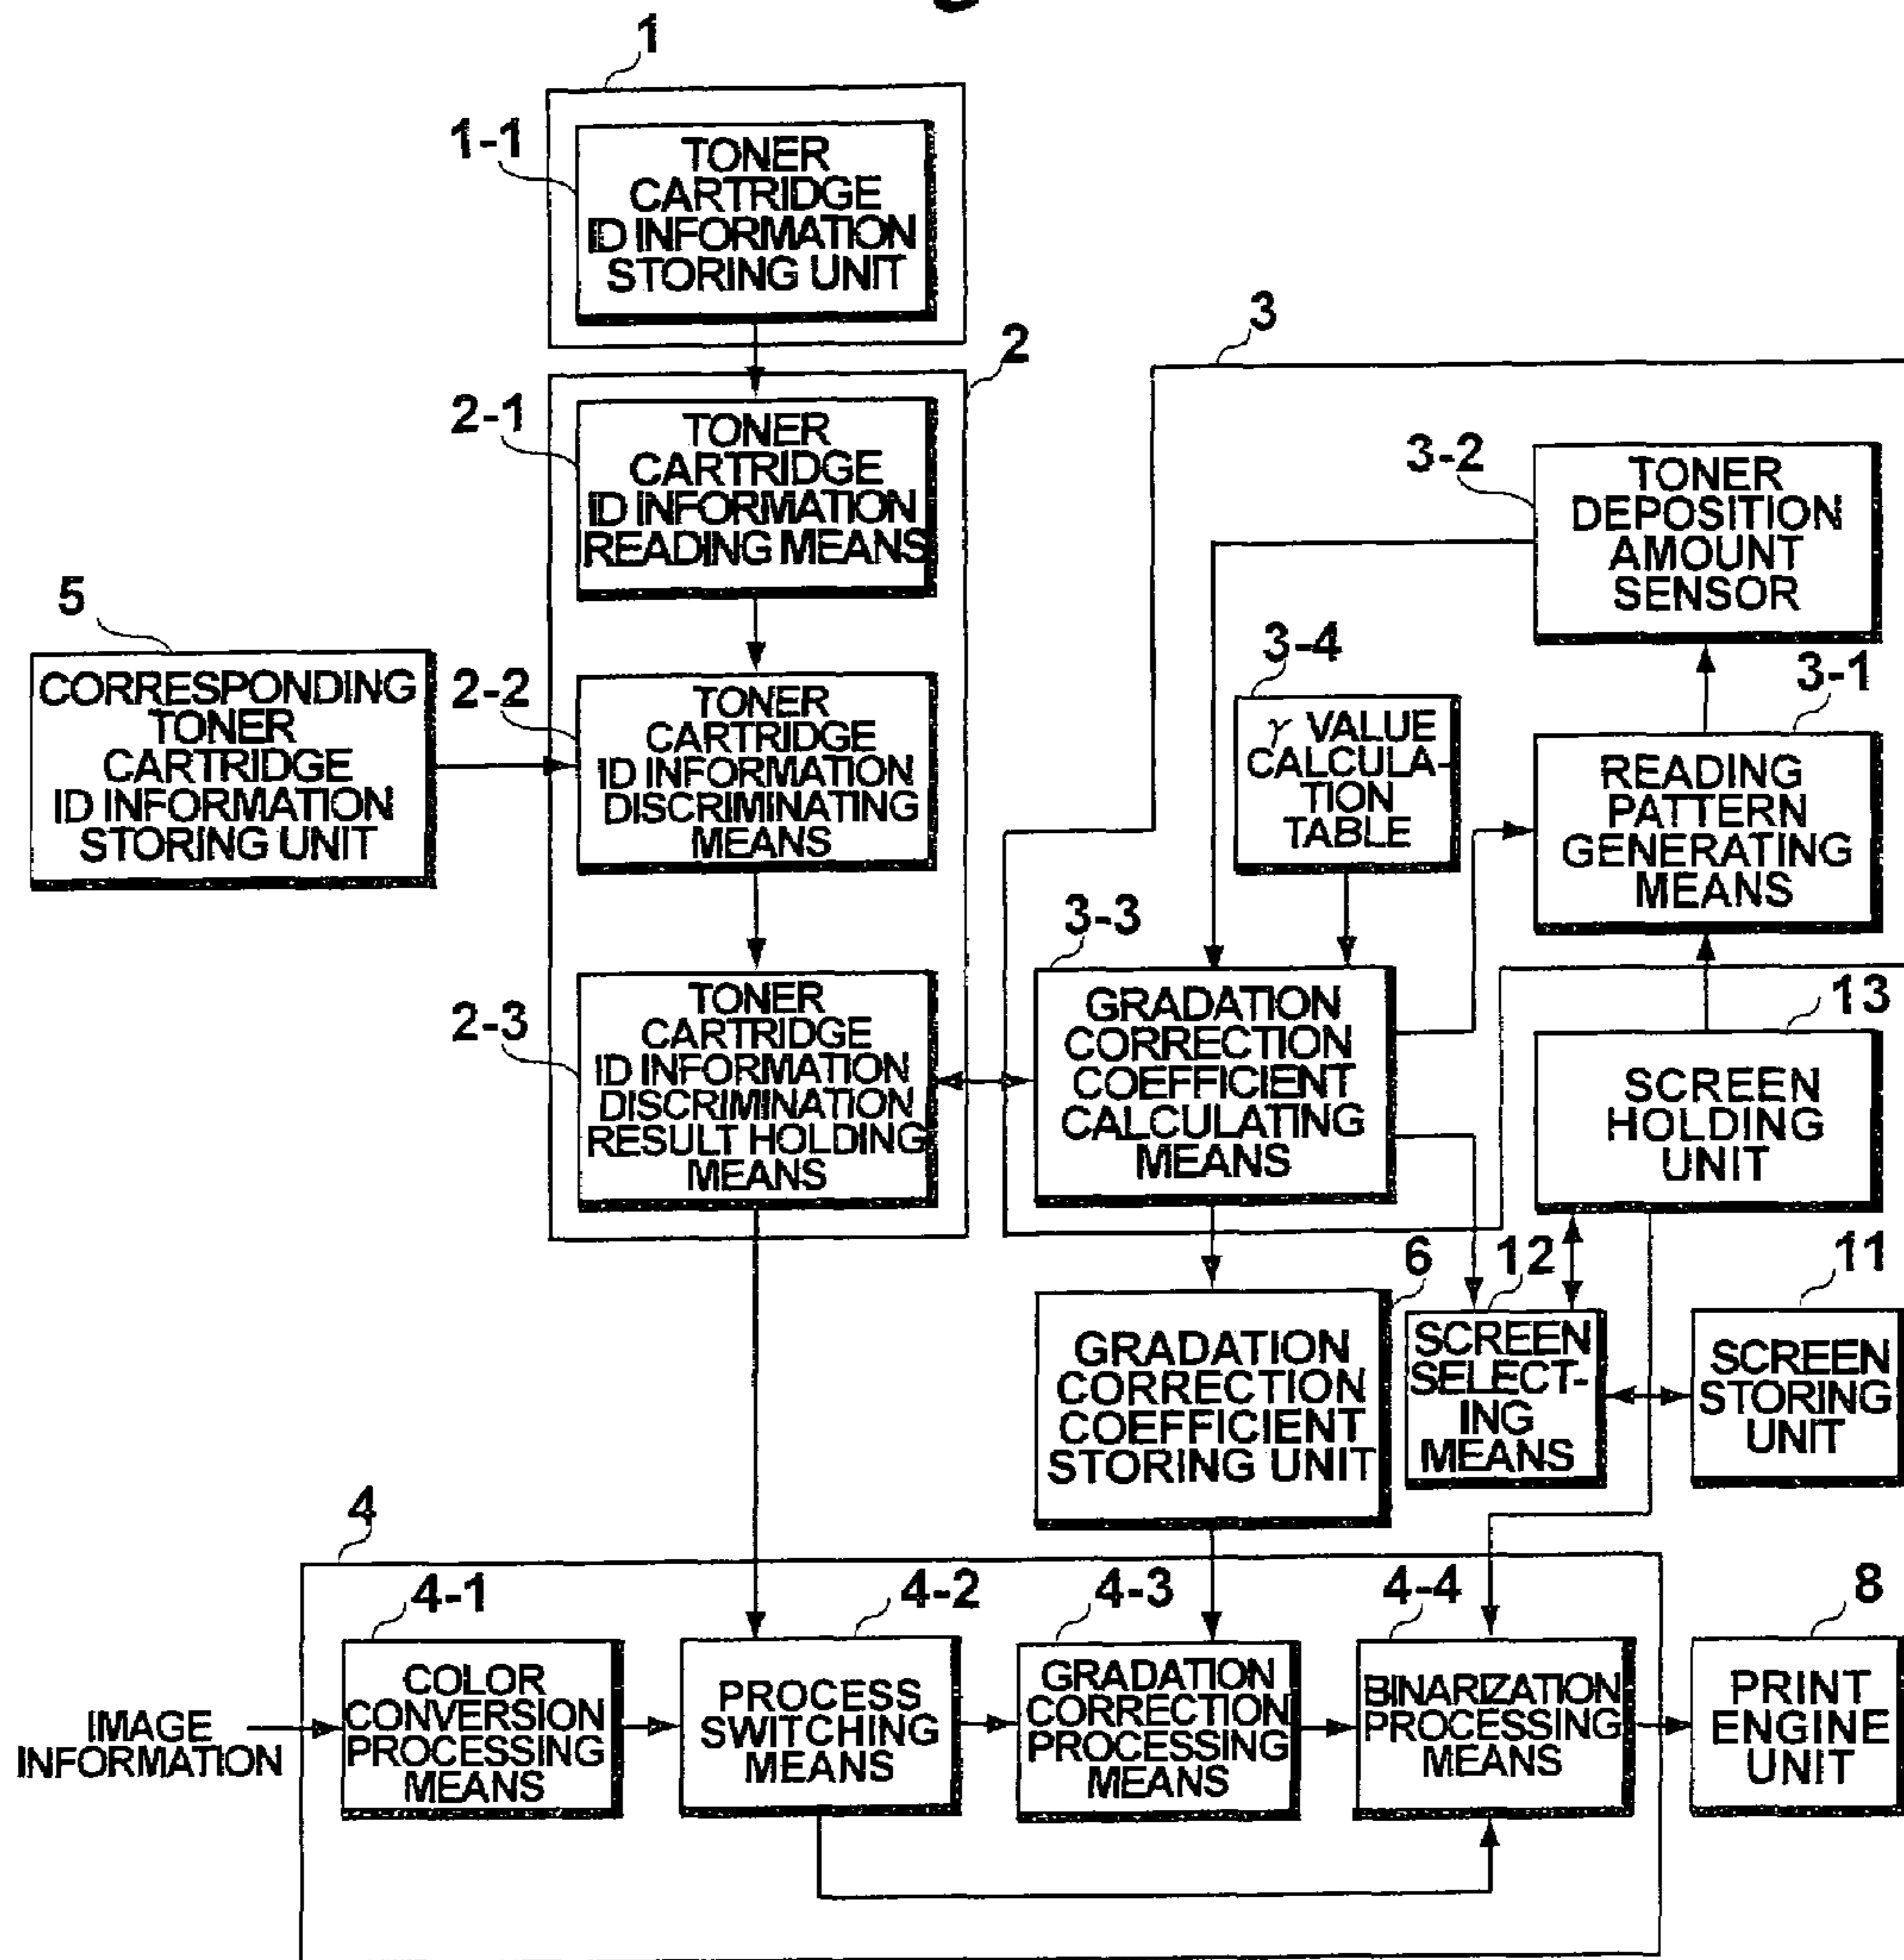 1
1-1
TONER
CARTRIDGE
ID INFORMATION
STORING UNIT
2
2-1
TONER
CARTRIDGE
ID INFORMATION
READING MEANS
5
CORRESPONDING
TONER
CARTRIDGE
ID INFORMATION
STORING UNIT
2-2
TONER
CARTRIDGE
ID INFORMATION
DISCRIMINATING
MEANS
2-3
TONER
CARTRIDGE
ID INFORMATION
DISCRIMINATION
RESULT HOLDING
MEANS
3
3-2
TONER
DEPOSITION
AMOUNT
SENSOR
3-4
γ VALUE
CALCULA-
TION
TABLE
3-1
READING
PATTERN
GENERATING
MEANS
3-3
GRADATION
CORRECTION
COEFFICIENT
CALCULATING
MEANS
13
SCREEN
HOLDING
UNIT
6
GRADATION
CORRECTION
COEFFICIENT
STORING UNIT
12
SCREEN
SELECT-
ING
MEANS
11
SCREEN
STORING
UNIT
4
IMAGE
INFORMATION
4-1
COLOR
CONVERSION
PROCESSING
MEANS
4-2
PROCESS
SWITCHING
MEANS
4-3
GRADATION
CORRECTION
PROCESSING
MEANS
4-4
BINARIZATION
PROCESSING
MEANS
8
PRINT
ENGINE
UNIT